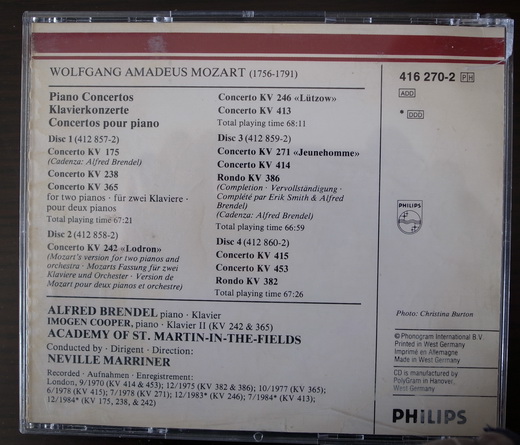 WOLFGANG AMADEUS MOZART (1756-1791)
Piano Concertos
Klavierkonzerte
Concertos pour piano
Disc 1 (412 857-2)
Concerto KV 175
(Cadenza: Alfred Brendel)
Concerto KV 238
Concerto KV 365
for two pianos · für zwei Klaviere ·
pour deux pianos
Total playing time 67:21
Disc 2 (412 858-2)
Concerto KV 242 «Lodron»
(Mozart's version for two pianos and
orchestra · Mozarts Fassung für zwei
Klaviere und Orchester · Version de
Mozart pour deux pianos et orchestre)
Concerto KV 246 «Lützow»
Concerto KV 413
Total playing time 68:11
Disc 3 (412 859-2)
Concerto KV 271 «Jeunehomme»
Concerto KV 414
Rondo KV 386
(Completion · Vervollständigung ·
Complété par Erik Smith & Alfred
Brendel)
(Cadenza: Alfred Brendel)
Total playing time 66:59
Disc 4 (412 860-2)
Concerto KV 415
Concerto KV 453
Rondo KV 382
Total playing time 67:26
ALFRED BRENDEL piano · Klavier
IMOGEN COOPER, piano · Klavier II (KV 242 & 365)
ACADEMY OF ST. MARTIN-IN-THE-FIELDS
Conducted by · Dirigent · Direction:
NEVILLE MARRINER
Recorded · Aufnahmen · Enregistrement:
London, 9/1970 (KV 414 & 453); 12/1975 (KV 382 & 386); 10/1977 (KV 365);
6/1978 (KV 415); 7/1978 (KV 271); 12/1983* (KV 246); 7/1984* (KV 413);
12/1984* (KV 175, 238, & 242)
416 270-2 PH
ADD
* DDD
PHILIPS
Photo: Christina Burton
© Phonogram International B.V.
Printed in West Germany
Imprimé en Allemagne
Made in West Germany
CD is manufactured by
PolyGram in Hanover,
West Germany
PHILIPS